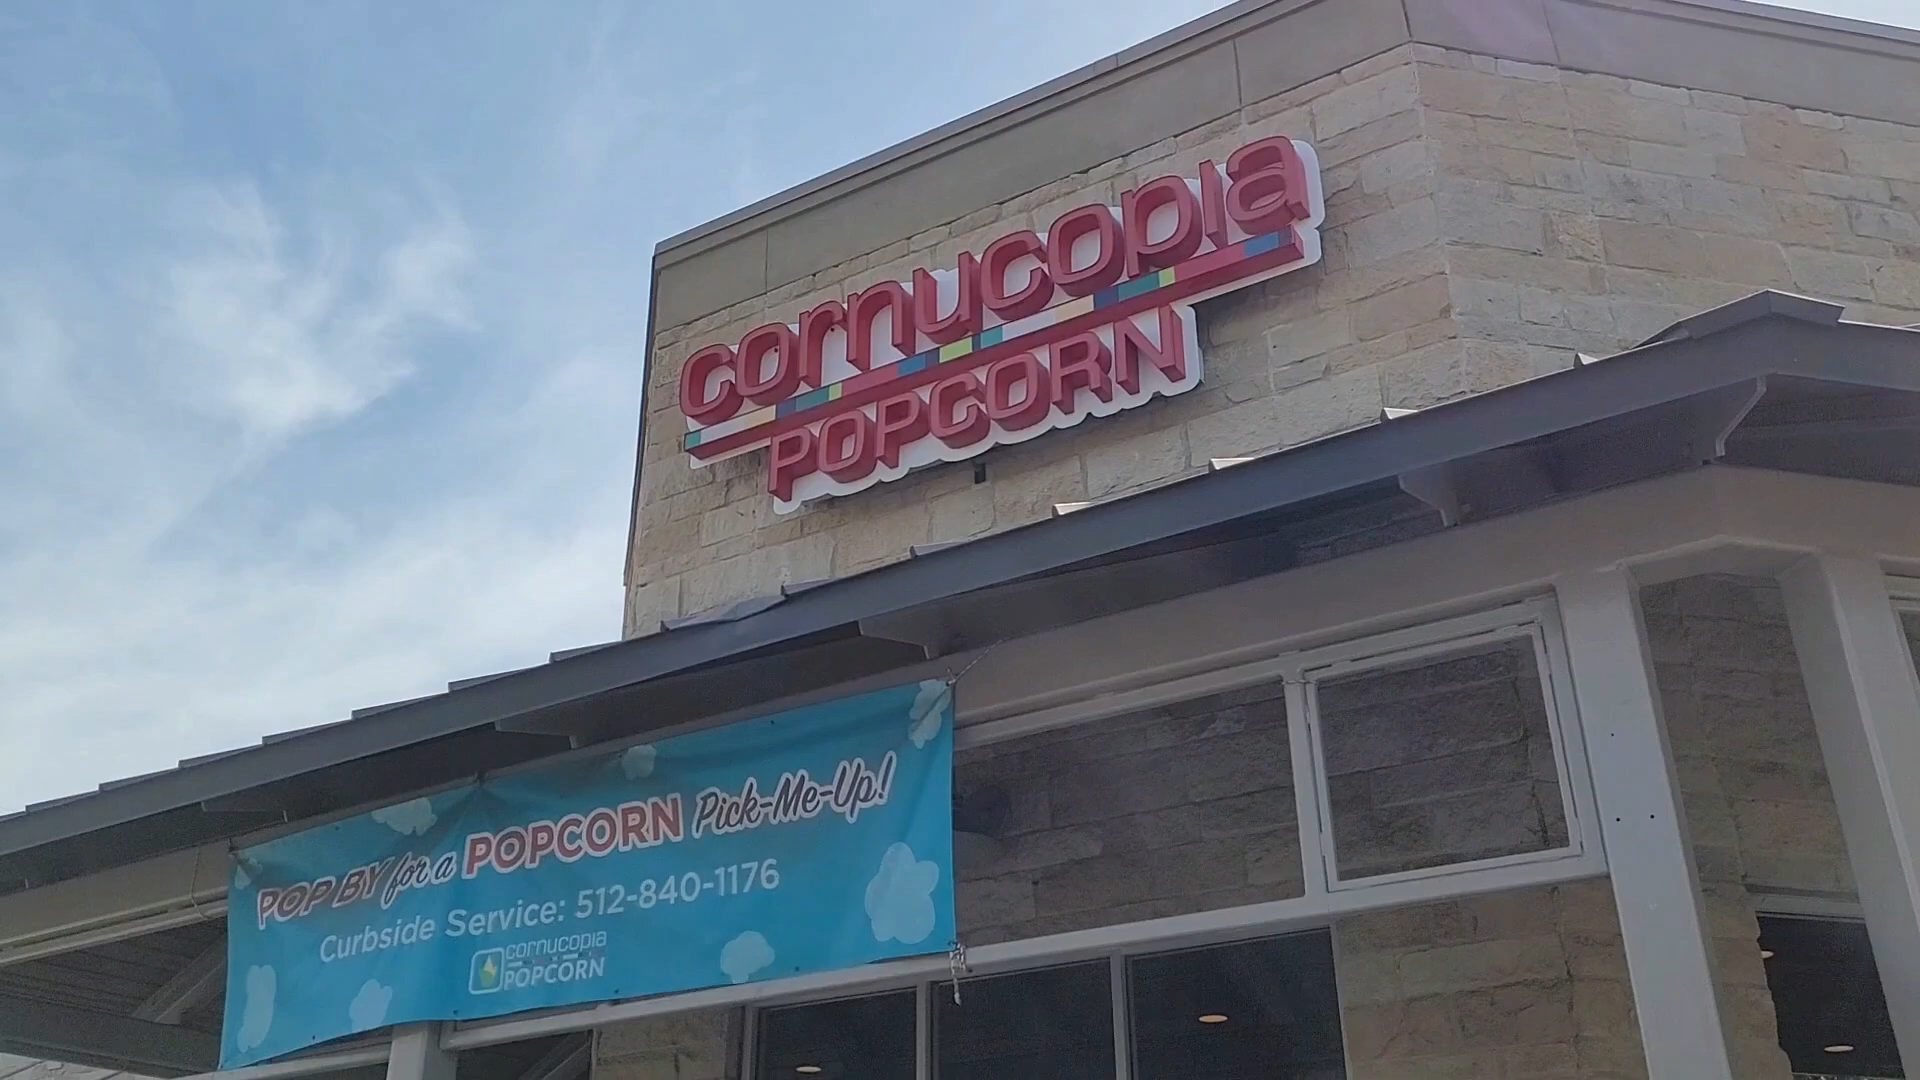 cornucopia
POPCORN
POP BY for a POPCORN Pick-Me-Up!
Curbside Service: 512-840-1176
cornucopia
POPCORN